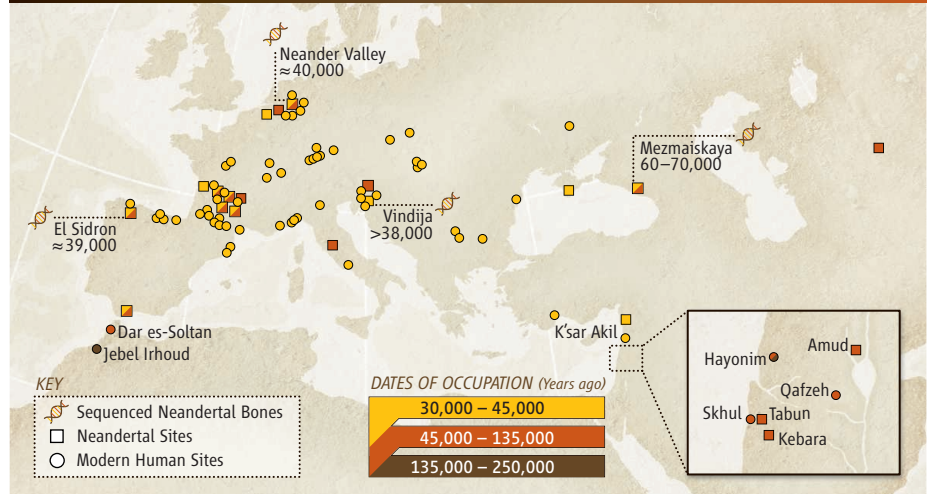 Neander Valley
≈40,000
Mezmaiskaya
60–70,000
El Sidron
≈39,000
Vindija
>38,000
Dar es-Soltan
Jebel Irhoud
K'sar Akil
Hayonim
Amud
Qafzeh
Skhul
Tabun
Kebara
KEY
Sequenced Neandertal Bones
Neandertal Sites
Modern Human Sites
DATES OF OCCUPATION (Years ago)
30,000 – 45,000
45,000 – 135,000
135,000 – 250,000